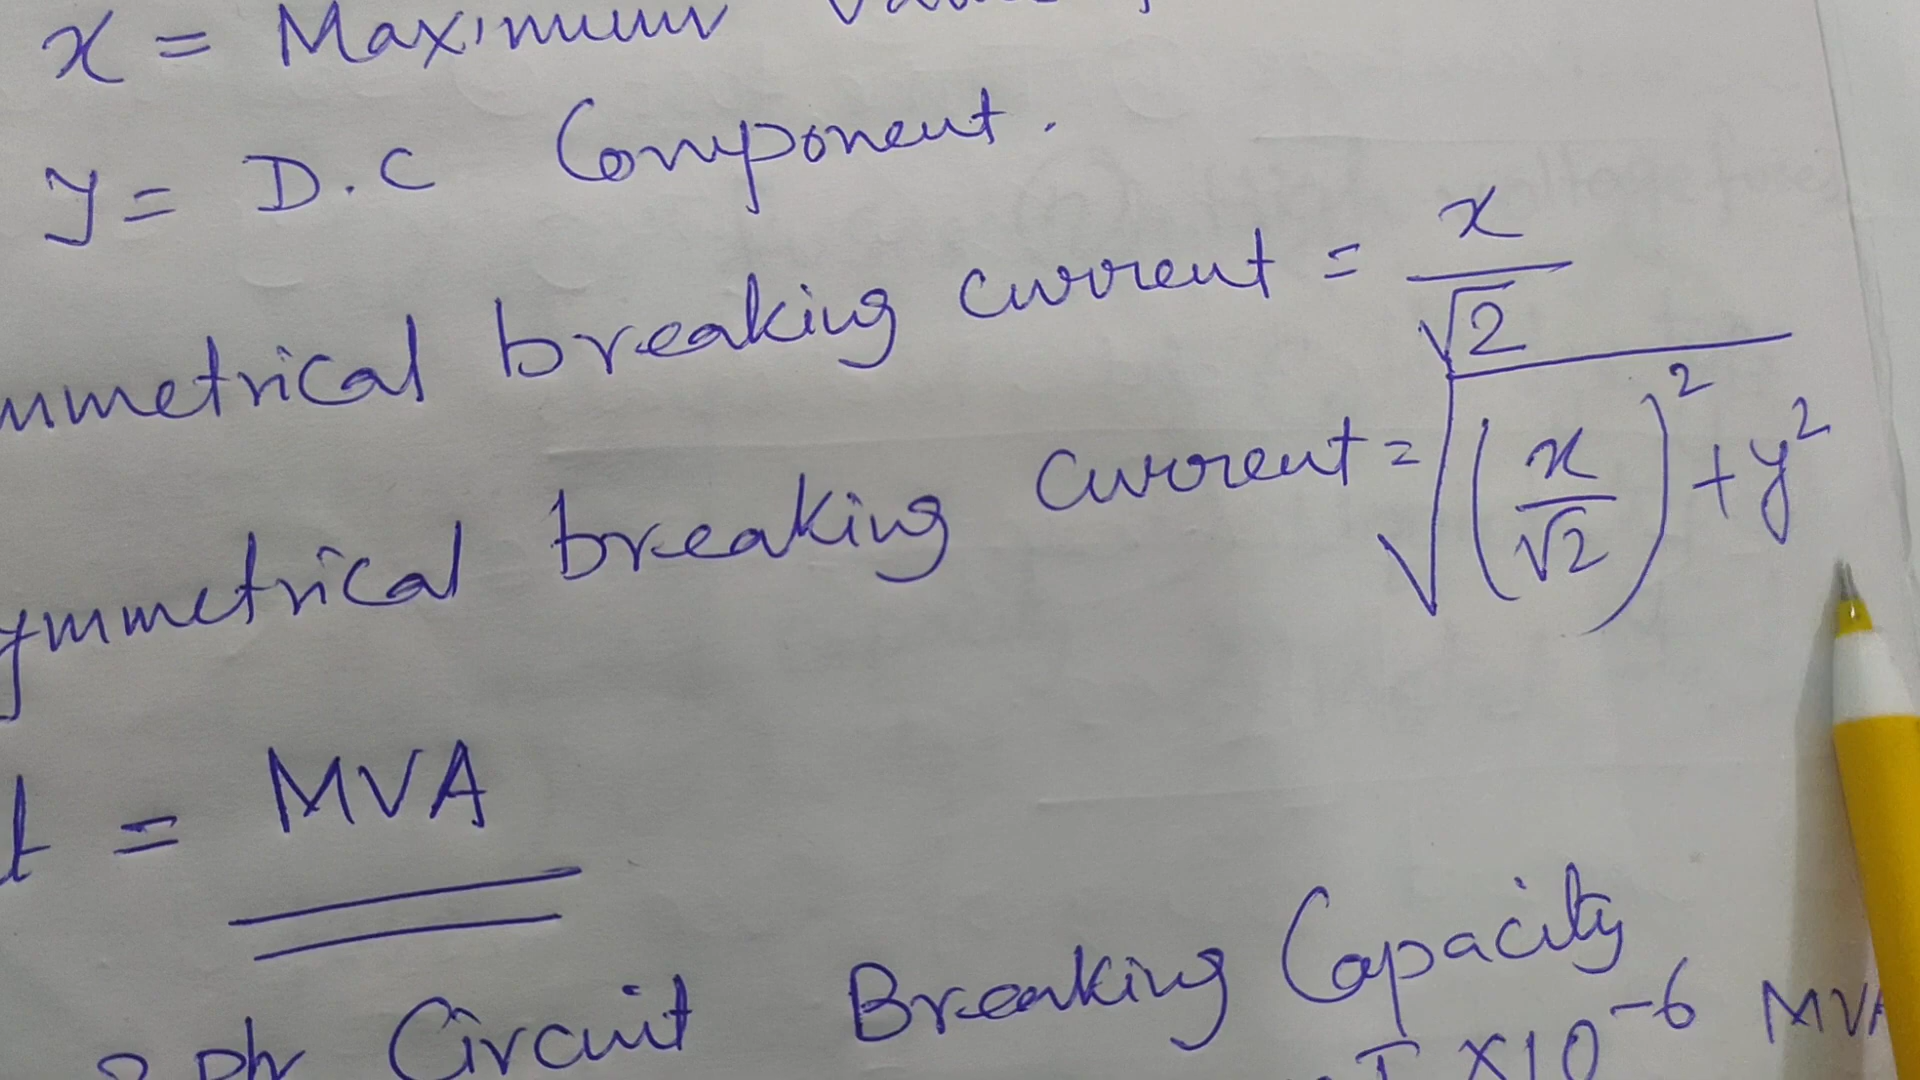 x = Maximum
y = D.C Component.
mmetrical breaking current = x/√2
ymmetrical breaking current = √((x/√2)² + y²)
t = MVA
ph Circuit Breaking Capacity
I ×10⁻⁶ MVA